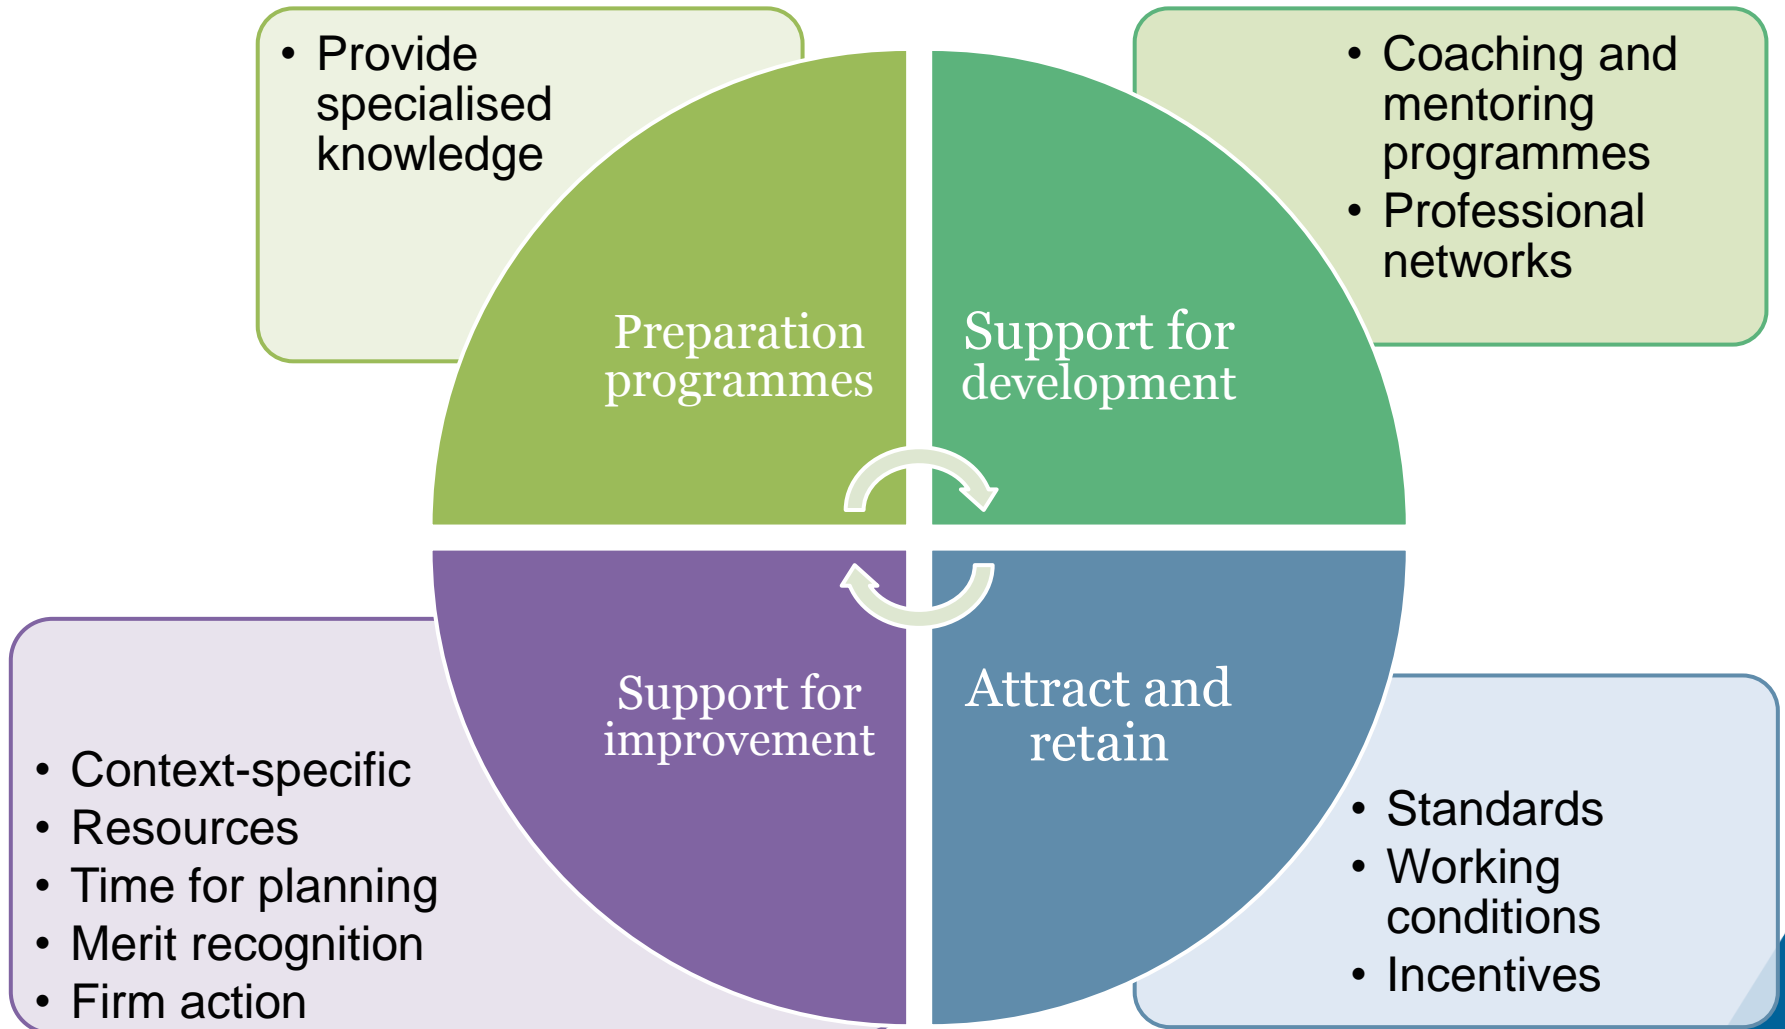 • Provide
specialised
knowledge
• Coaching and
mentoring
programmes
• Professional
networks
Preparation
programmes
Support for
development
Support for
improvement
Attract and
retain
• Context-specific
• Resources
• Time for planning
• Merit recognition
• Firm action
• Standards
• Working
conditions
• Incentives